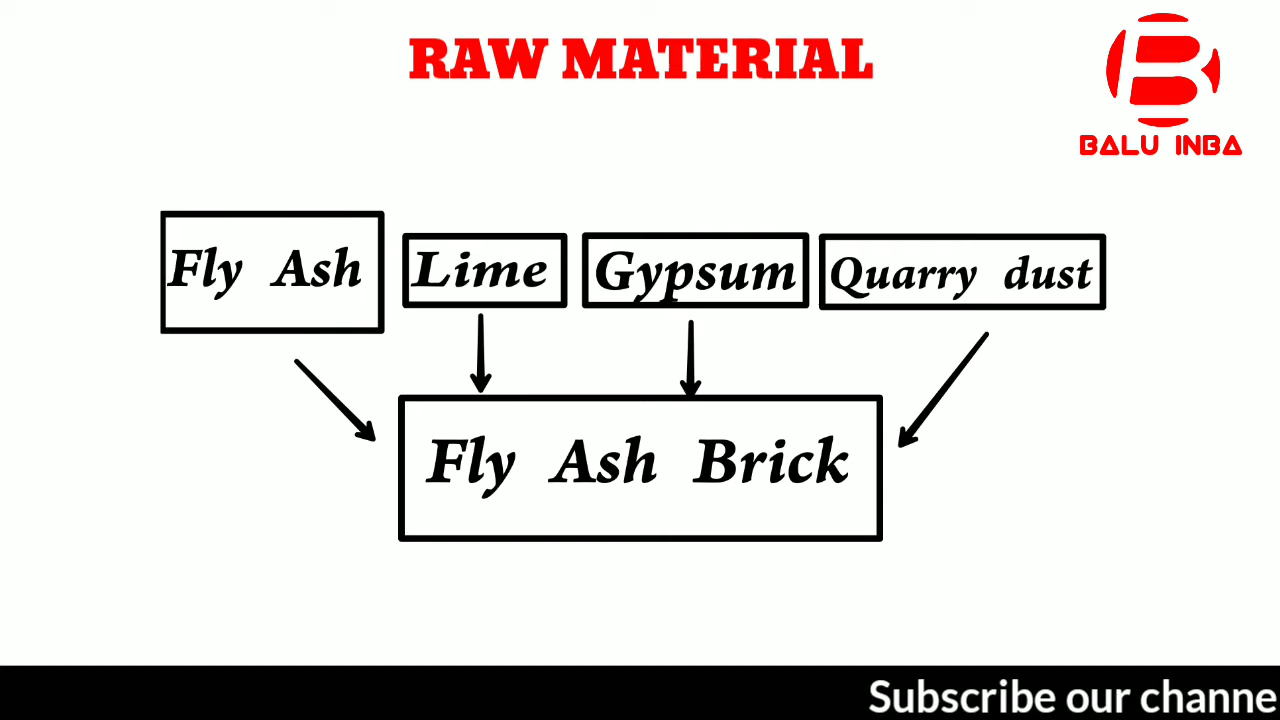 RAW MATERIAL
BALU INBA
Fly Ash
Lime
Gypsum
Quarry dust
Fly Ash Brick
Subscribe our channe